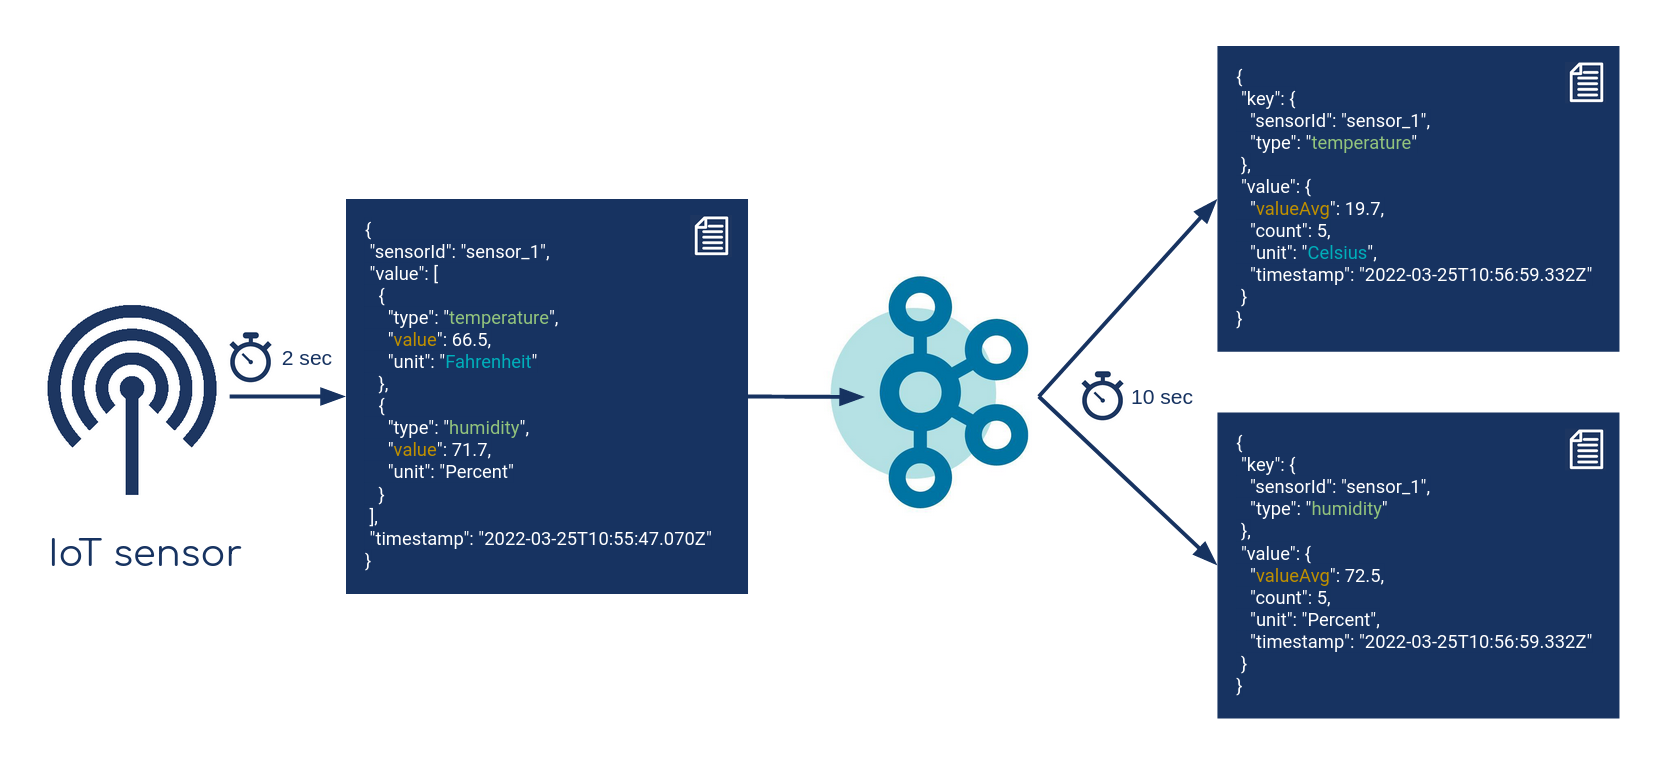 IoT sensor
2 sec
{
"sensorId": "sensor_1",
"value": [
{
"type": "temperature",
"value": 66.5,
"unit": "Fahrenheit"
},
{
"type": "humidity",
"value": 71.7,
"unit": "Percent"
}
],
"timestamp": "2022-03-25T10:55:47.070Z"
}
10 sec
{
"key": {
"sensorId": "sensor_1",
"type": "temperature"
},
"value": {
"valueAvg": 19.7,
"count": 5,
"unit": "Celsius",
"timestamp": "2022-03-25T10:56:59.332Z"
}
}
{
"key": {
"sensorId": "sensor_1",
"type": "humidity"
},
"value": {
"valueAvg": 72.5,
"count": 5,
"unit": "Percent",
"timestamp": "2022-03-25T10:56:59.332Z"
}
}